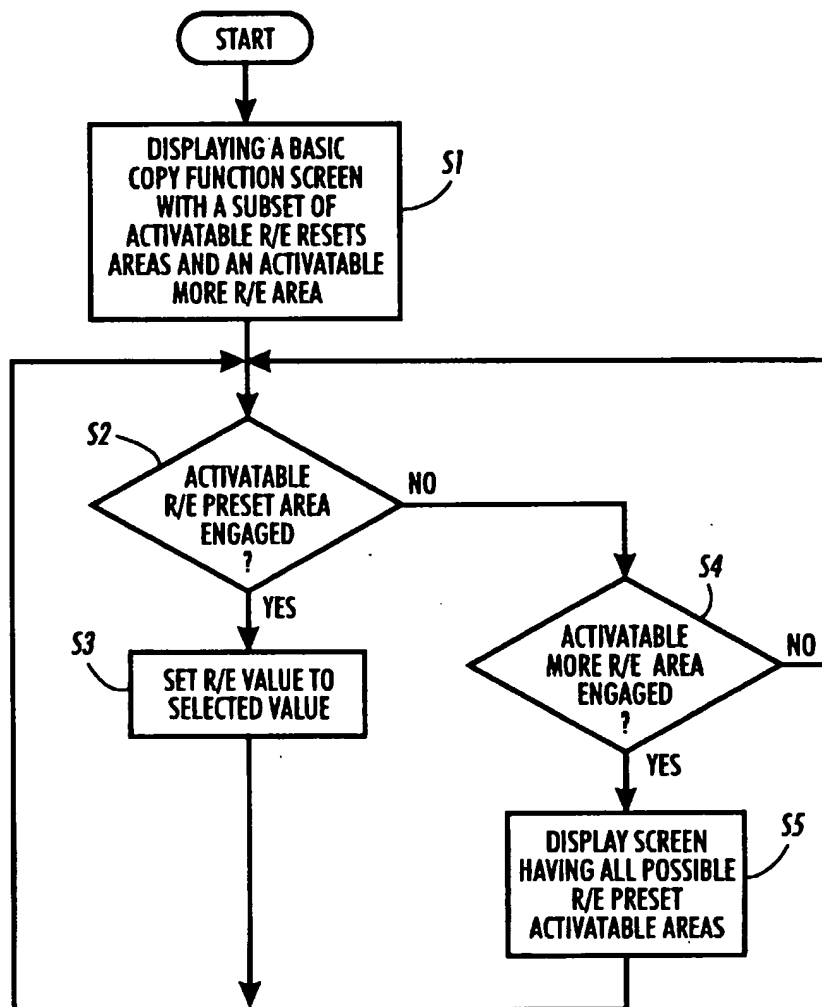 START
DISPLAYING A BASIC
COPY FUNCTION SCREEN
WITH A SUBSET OF
ACTIVATABLE R/E RESETS
AREAS AND AN ACTIVATABLE
MORE R/E AREA
S1
S2
ACTIVATABLE
R/E PRESET AREA
ENGAGED
?
NO
YES
S3
SET R/E VALUE TO
SELECTED VALUE
S4
ACTIVATABLE
MORE R/E AREA
ENGAGED
?
NO
YES
S5
DISPLAY SCREEN
HAVING ALL POSSIBLE
R/E PRESET
ACTIVATABLE AREAS